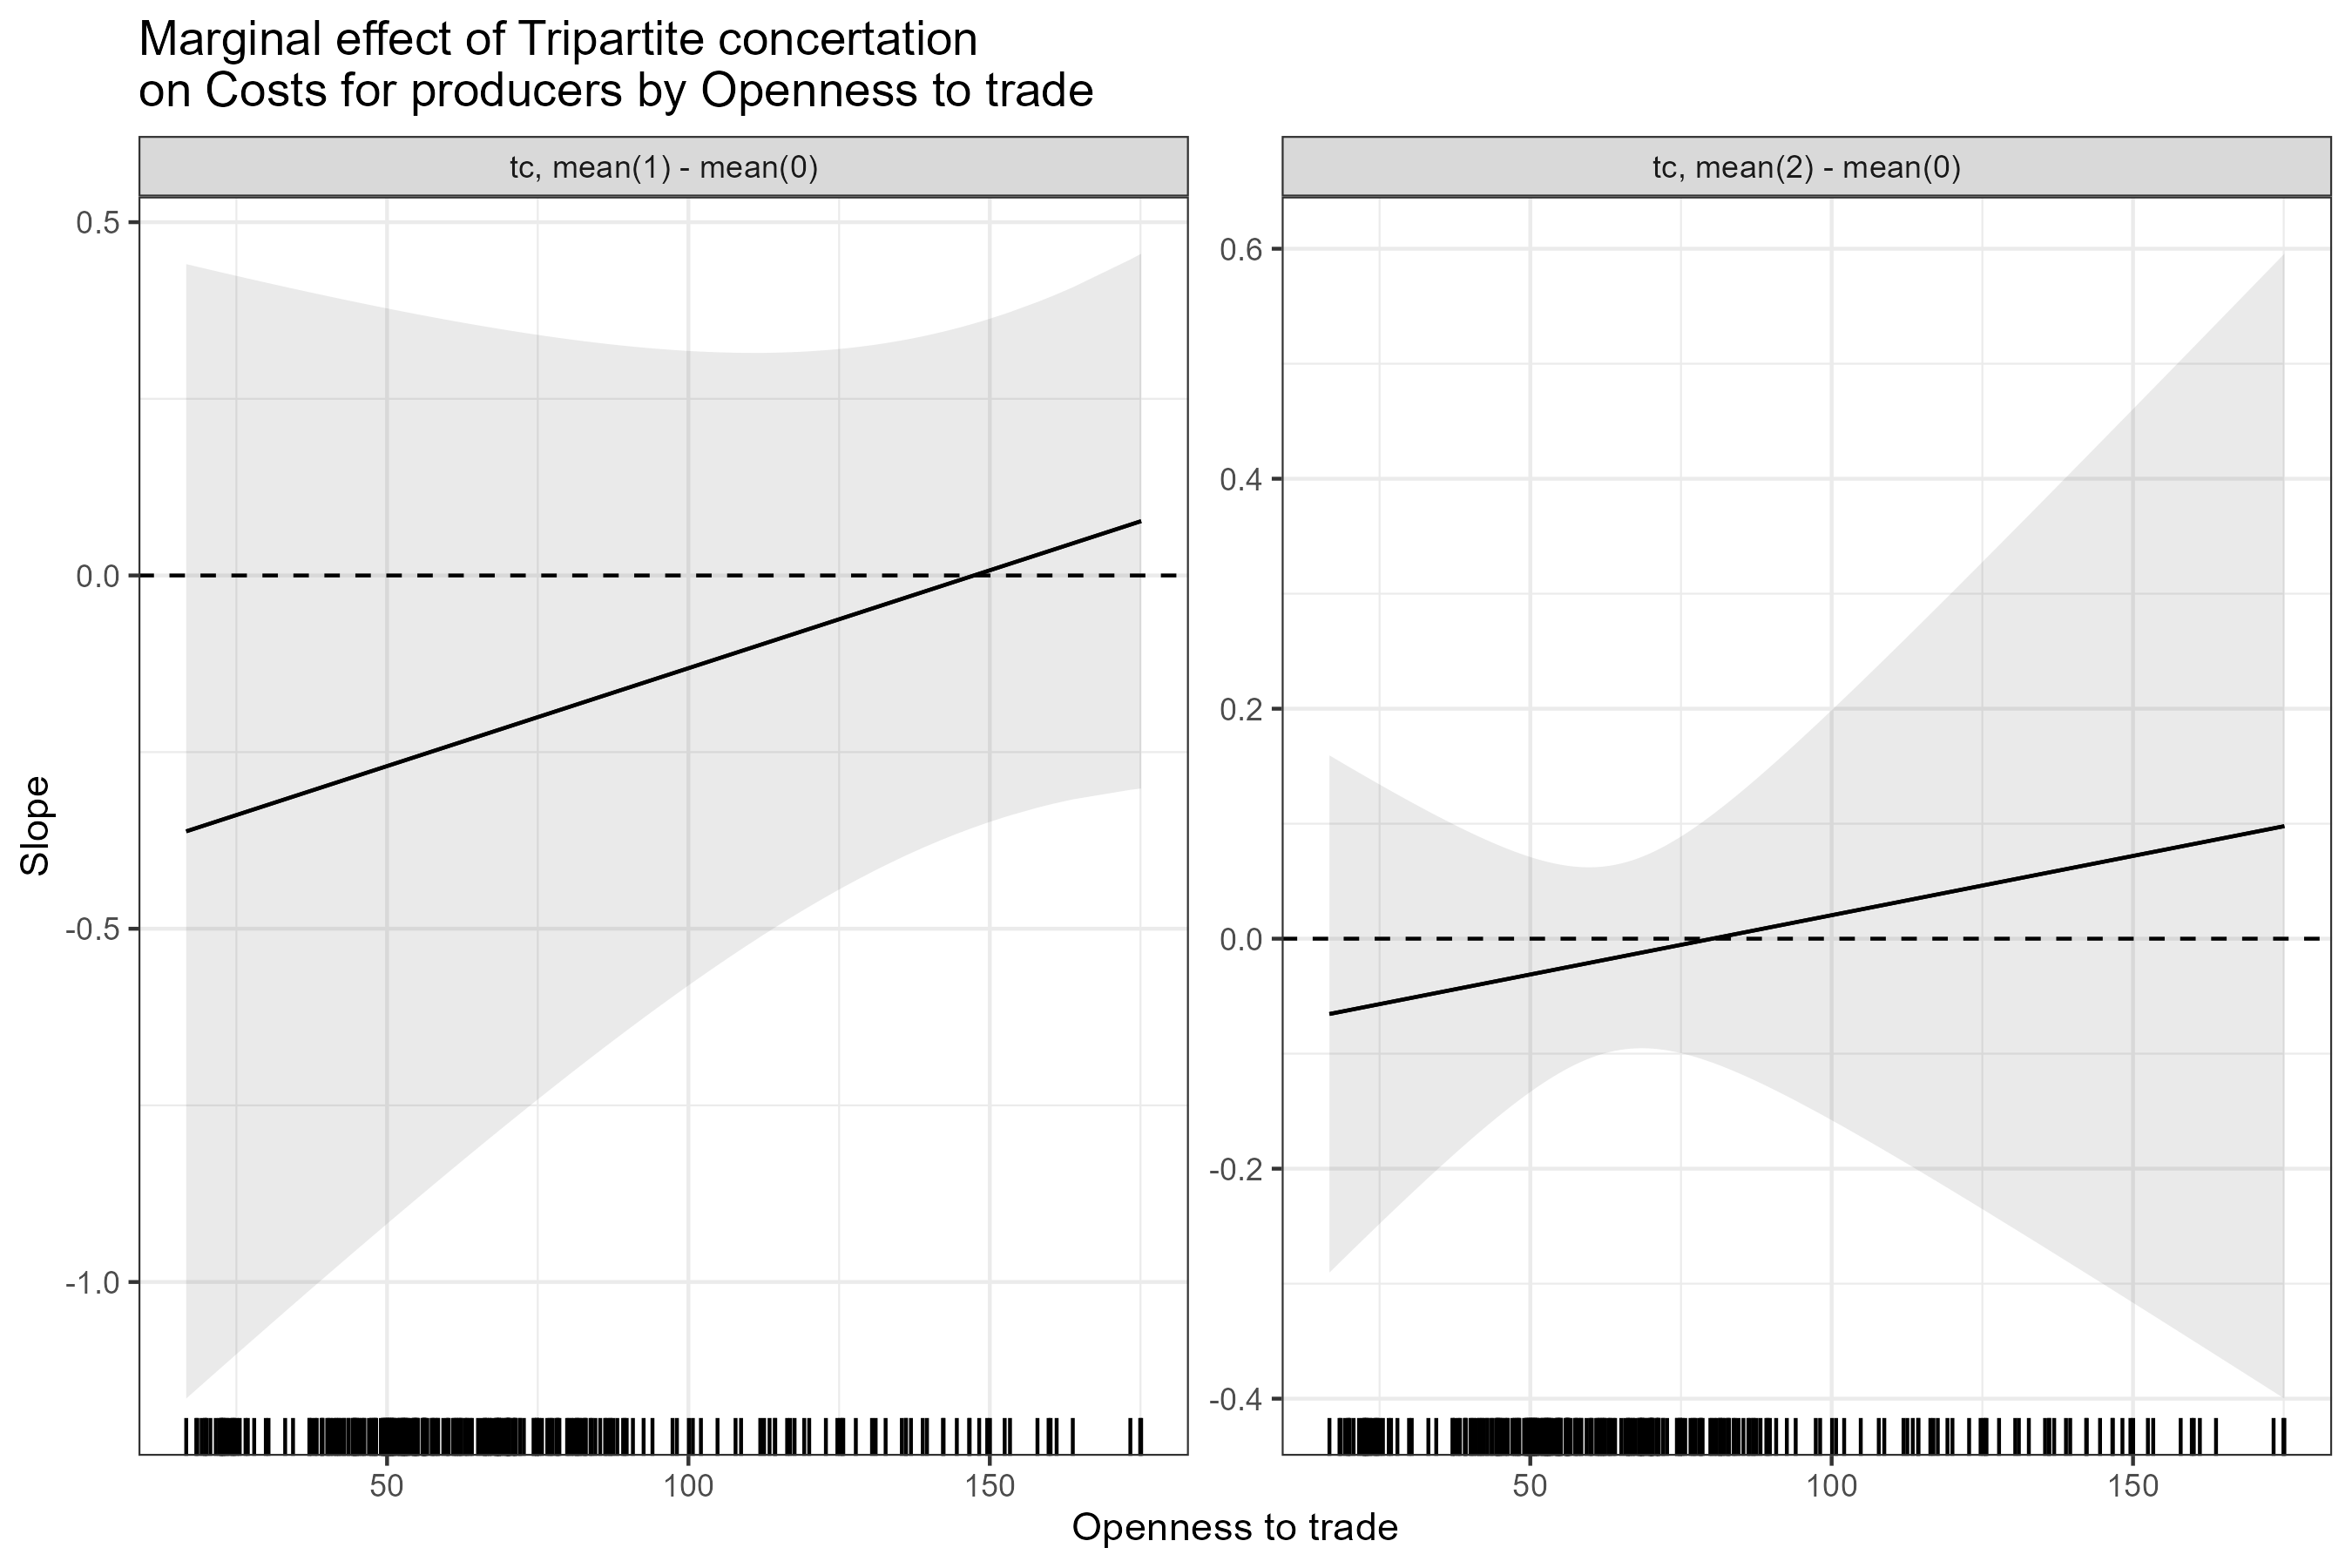 Marginal effect of Tripartite concertation
on Costs for producers by Openness to trade
tc, mean(1) - mean(0)
tc, mean(2) - mean(0)
Slope
0.5
0.0
-0.5
-1.0
0.6
0.4
0.2
0.0
-0.2
-0.4
50 100 150
50 100 150
Openness to trade